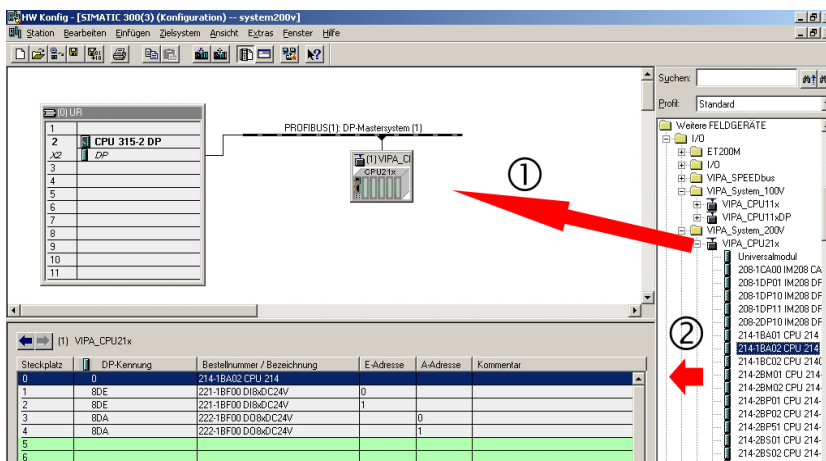 HW Konfig - [SIMATIC 300(3) (Konfiguration) -- system200v]
Station Bearbeiten Einfügen Zielsystem Ansicht Extras Fenster Hilfe
Suchen:
Profil: Standard
(0) UR
1
2 CPU 315-2 DP
X2 DP
3
4
5
6
7
8
9
10
11
PROFIBUS(1): DP-Mastersystem (1)
(1) VIPA_CI
CPU21x
①
②
Weitere FELDGERÄTE
I/O
ET200M
I/O
VIPA_SPEEDbus
VIPA_System_100V
VIPA_CPU11x
VIPA_CPU11xDP
VIPA_System_200V
VIPA_CPU21x
Universalmodul
208-1CA00 IM208 CA
208-1DP01 IM208 DF
208-1DP10 IM208 DF
208-1DP11 IM208 DF
208-2DP10 IM208 DF
214-1BA01 CPU 214
214-1BA02 CPU 214
214-1BC02 CPU 214C
214-2BM01 CPU 214-
214-2BM02 CPU 214-
214-2BP01 CPU 214-
214-2BP02 CPU 214-
214-2BP51 CPU 214-
214-2BS01 CPU 214-
214-2BS02 CPU 214-
(1) VIPA_CPU21x
Steckplatz DP-Kennung Bestellnummer / Bezeichnung E-Adresse A-Adresse Kommentar
0 0 214-1BA02 CPU 214
1 8DE 221-1BF00 DI8xDC24V 0
2 8DE 221-1BF00 DI8xDC24V 1
3 8DA 222-1BF00 DO8xDC24V 0
4 8DA 222-1BF00 DO8xDC24V 1
5
6